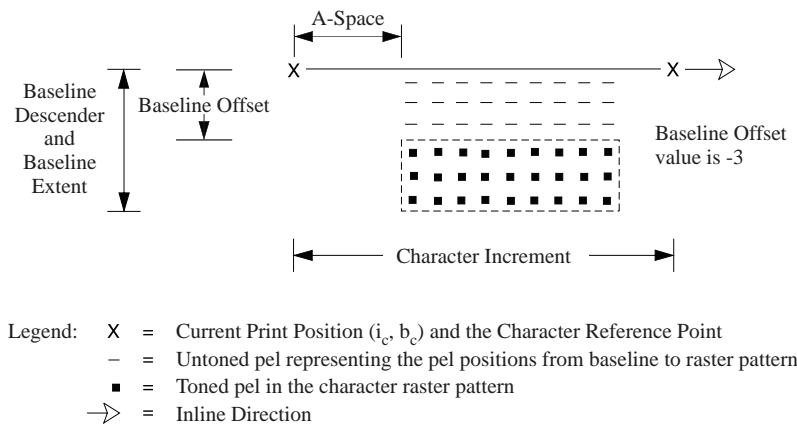 A-Space
X X
Baseline
Descender
and
Baseline
Extent
Baseline Offset
Baseline Offset
value is -3
Character Increment
Legend: X = Current Print Position (i_c, b_c) and the Character Reference Point
– = Untoned pel representing the pel positions from baseline to raster pattern
■ = Toned pel in the character raster pattern
= Inline Direction